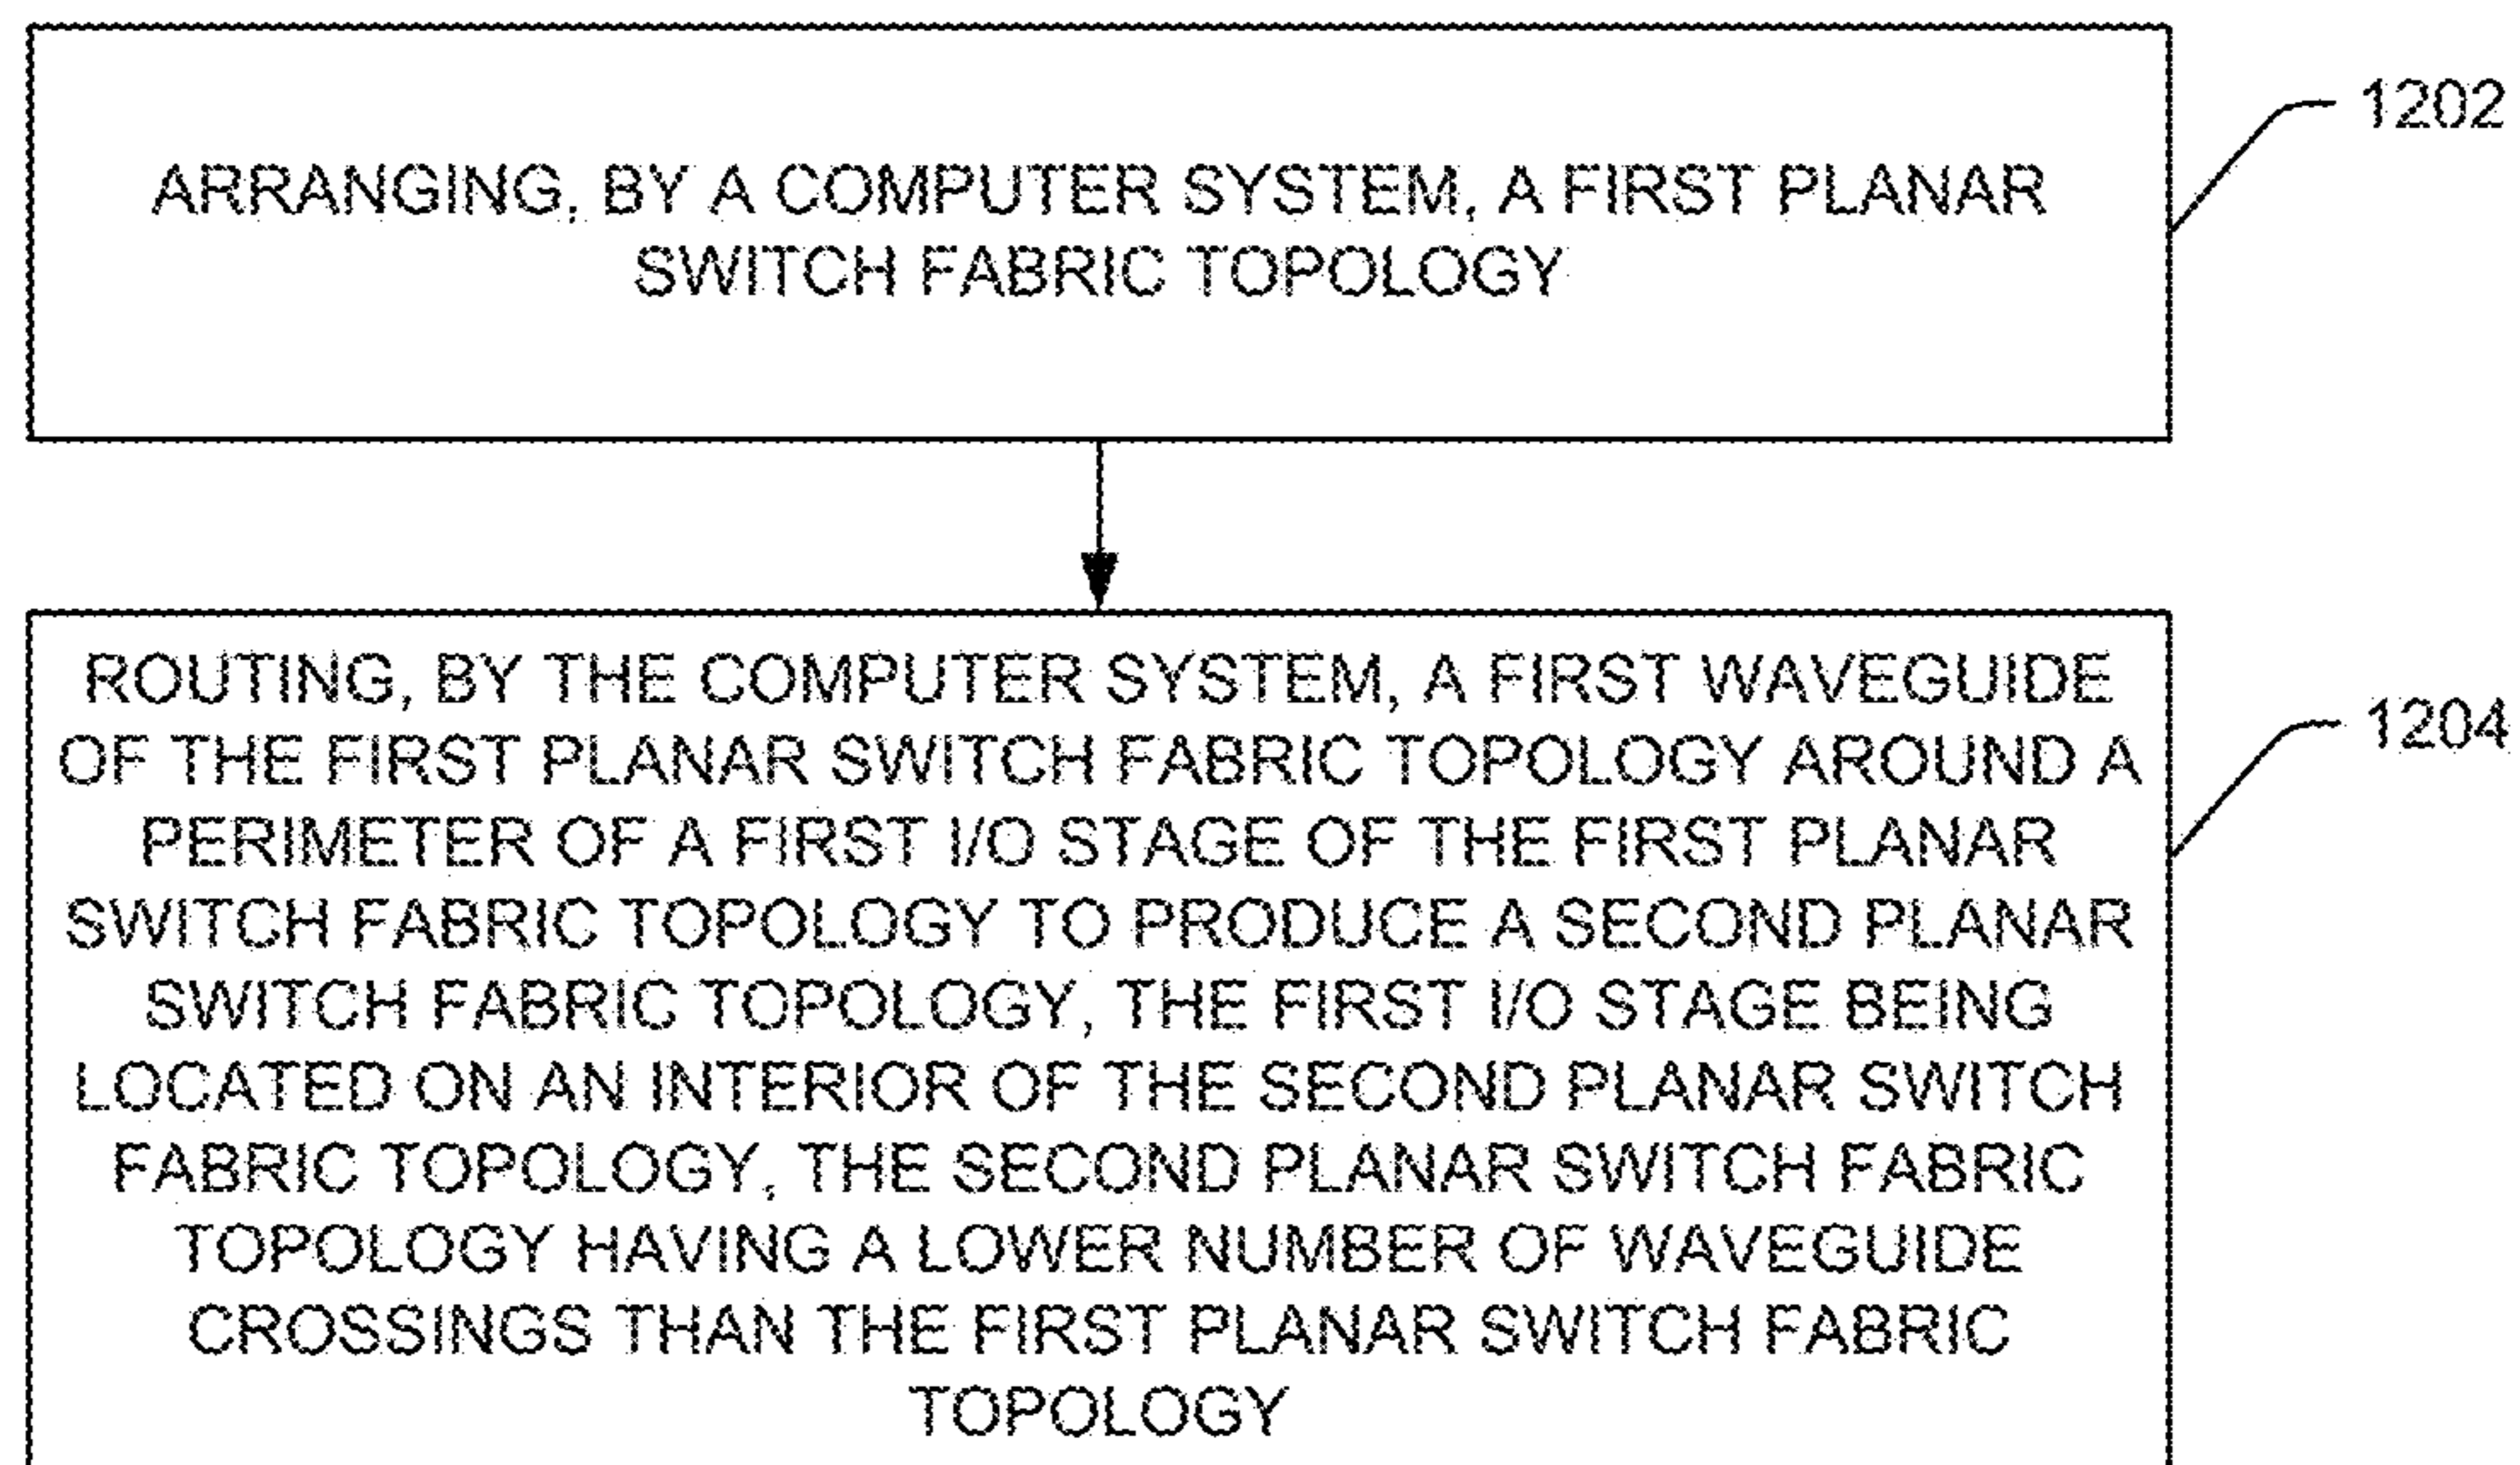 ARRANGING, BY A COMPUTER SYSTEM, A FIRST PLANAR
SWITCH FABRIC TOPOLOGY
1202
ROUTING, BY THE COMPUTER SYSTEM, A FIRST WAVEGUIDE
OF THE FIRST PLANAR SWITCH FABRIC TOPOLOGY AROUND A
PERIMETER OF A FIRST I/O STAGE OF THE FIRST PLANAR
SWITCH FABRIC TOPOLOGY TO PRODUCE A SECOND PLANAR
SWITCH FABRIC TOPOLOGY, THE FIRST I/O STAGE BEING
LOCATED ON AN INTERIOR OF THE SECOND PLANAR SWITCH
FABRIC TOPOLOGY, THE SECOND PLANAR SWITCH FABRIC
TOPOLOGY HAVING A LOWER NUMBER OF WAVEGUIDE
CROSSINGS THAN THE FIRST PLANAR SWITCH FABRIC
TOPOLOGY
1204